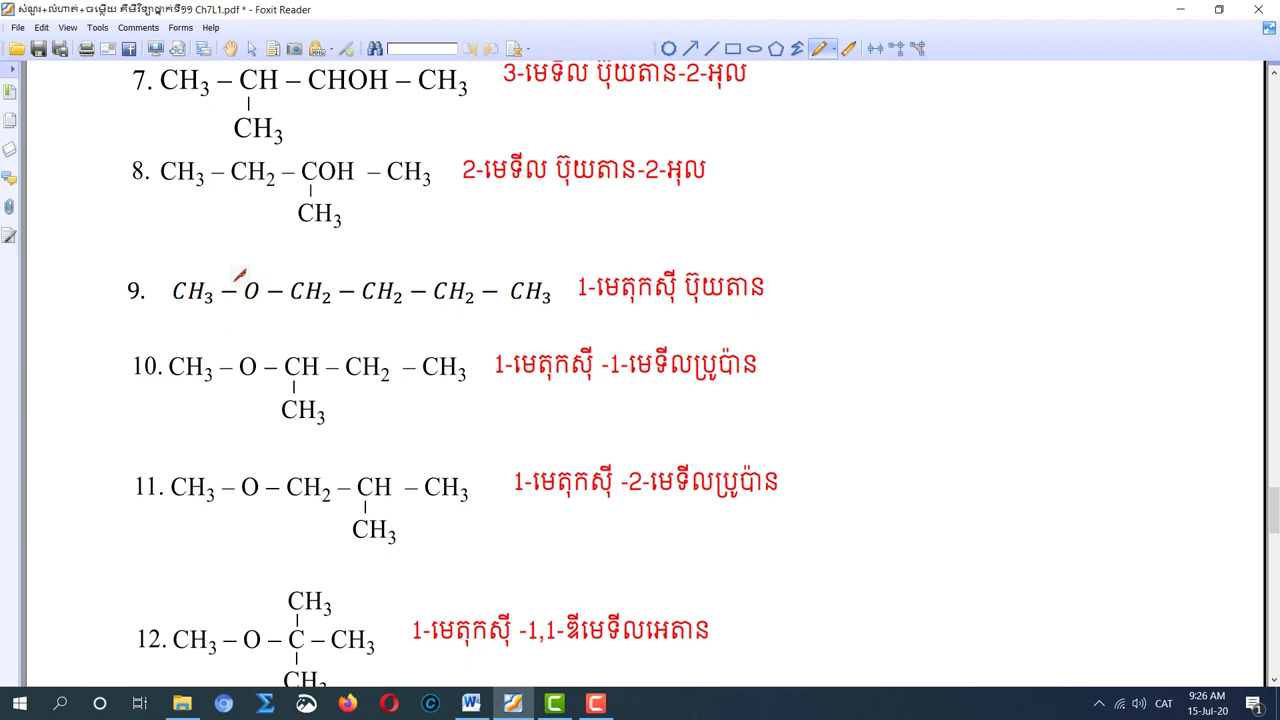 សំណួរ+លំហាត់+ចម្លើយ គីមីវិទ្យាថ្នាក់ទី១១ Ch7L1.pdf * - Foxit Reader
File Edit View Tools Comments Forms Help
7. CH₃ – CH – CHOH – CH₃ 3-មេទីល ប៊ុយតាន-2-អុល
CH₃
8. CH₃ – CH₂ – COH – CH₃ 2-មេទីល ប៊ុយតាន-2-អុល
CH₃
9. CH₃ – O – CH₂ – CH₂ – CH₂ – CH₃ 1-មេតុកស៊ី ប៊ុយតាន
10. CH₃ – O – CH – CH₂ – CH₃ 1-មេតុកស៊ី -1-មេទីលប្រូប៉ាន
CH₃
11. CH₃ – O – CH₂ – CH – CH₃ 1-មេតុកស៊ី -2-មេទីលប្រូប៉ាន
CH₃
CH₃
12. CH₃ – O – C – CH₃ 1-មេតុកស៊ី -1,1-ឌីមេទីលអេតាន
CH₃
9:26 AM
CAT
15-Jul-20